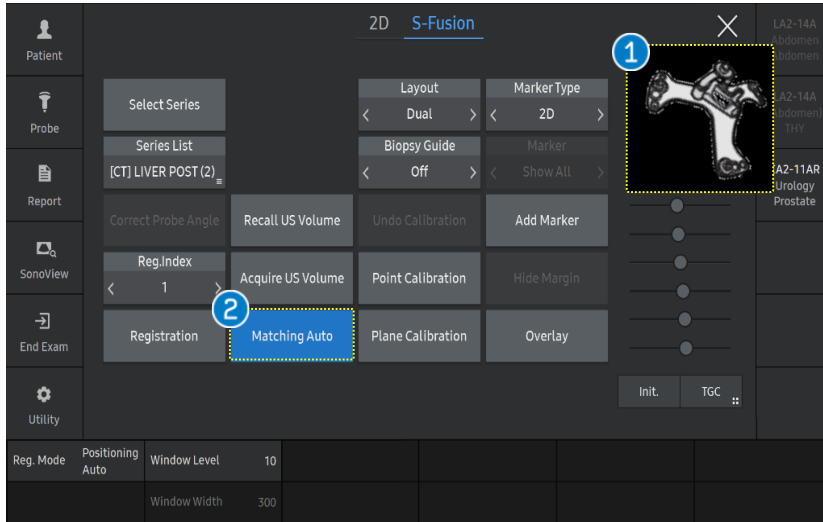 2D S-Fusion
1
Patient
Probe
Report
SonoView
End Exam
Utility
Select Series
Layout
Dual
Marker Type
2D
Series List
[CT] LIVER POST (2)
Biopsy Guide
Off
Marker
Show All
Correct Probe Angle
Recall US Volume
Undo Calibration
Add Marker
Reg.Index
1
Acquire US Volume
Point Calibration
Hide Margin
2
Registration
Matching Auto
Plane Calibration
Overlay
Init.
TGC
LA2-14A
Abdomen
Abdomen
LA2-14A
THY
Urology
Prostate
Reg. Mode
Positioning
Auto
Window Level 10
Window Width 300